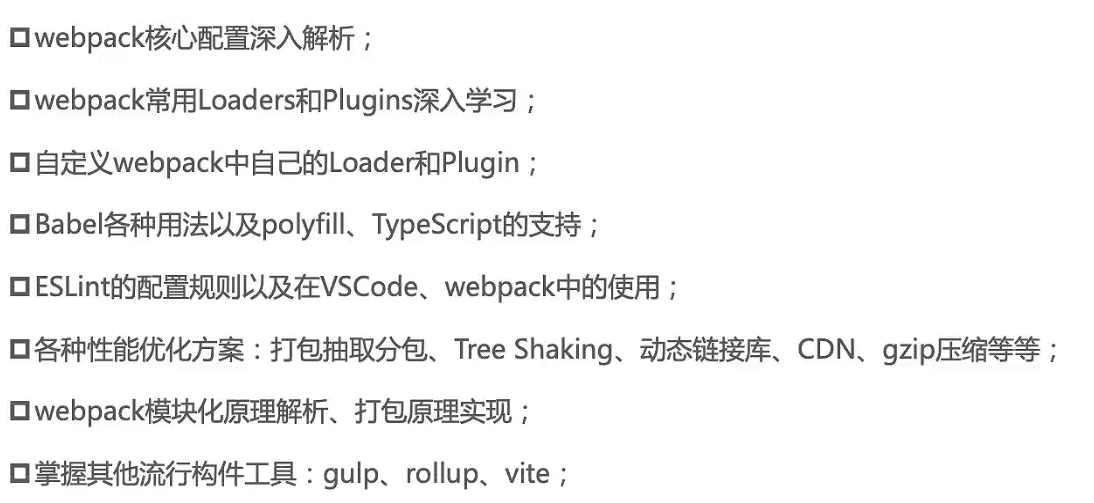 webpack核心配置深入解析；
webpack常用Loaders和Plugins深入学习；
自定义webpack中自己的Loader和Plugin；
Babel各种用法以及polyfill、TypeScript的支持；
ESLint的配置规则以及在VSCode、webpack中的使用；
各种性能优化方案：打包抽取分包、Tree Shaking、动态链接库、CDN、gzip压缩等等；
webpack模块化原理解析、打包原理实现；
掌握其他流行构件工具：gulp、rollup、vite；